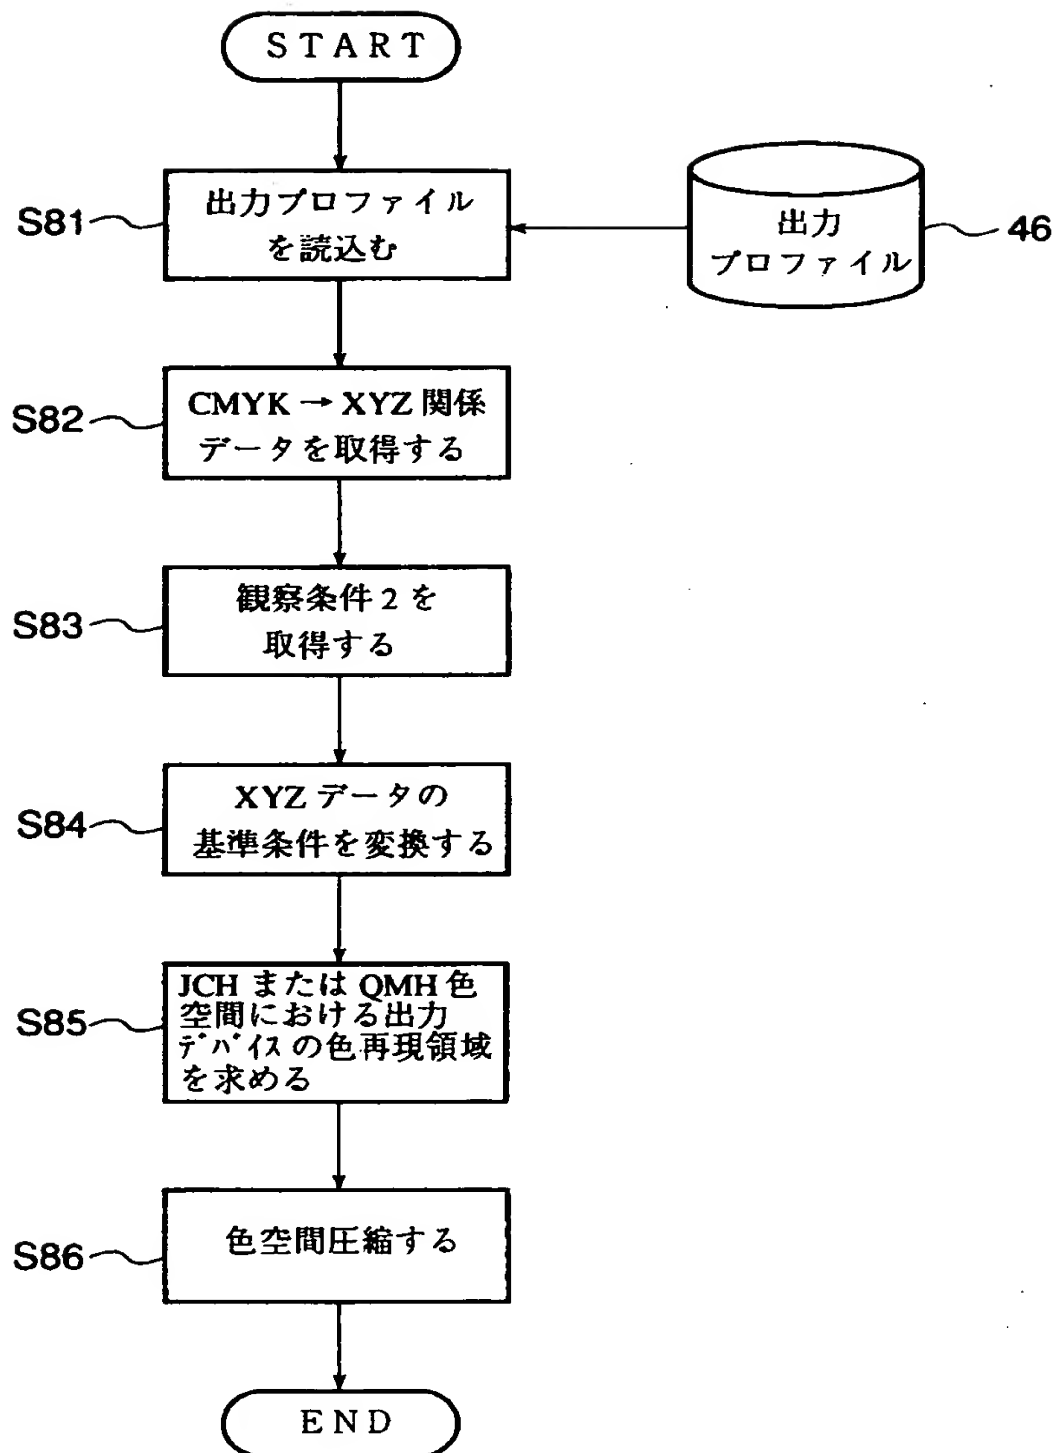 START
S81
出力プロファイル
を読込む
出力
プロファイル
46
S82
CMYK → XYZ 関係
データを取得する
S83
観察条件2を
取得する
S84
XYZ データの
基準条件を変換する
S85
JCH または QMH 色
空間における出力
デバイスの色再現領域
を求める
S86
色空間圧縮する
END